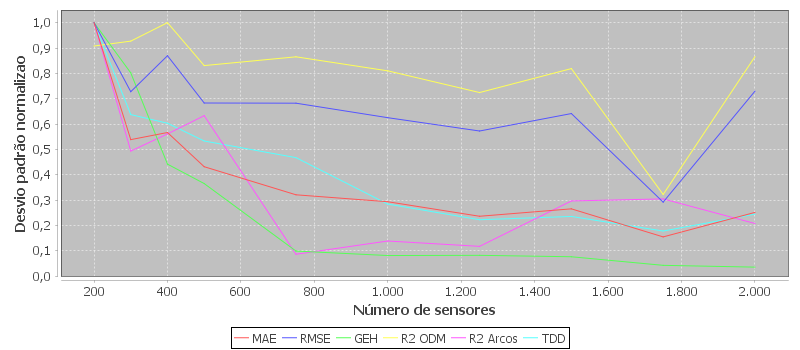 Desvio padrão normalizao
1,0
0,9
0,8
0,7
0,6
0,5
0,4
0,3
0,2
0,1
0,0
200 400 600 800 1.000 1.200 1.400 1.600 1.800 2.000
Número de sensores
MAE RMSE GEH R2 ODM R2 Arcos TDD